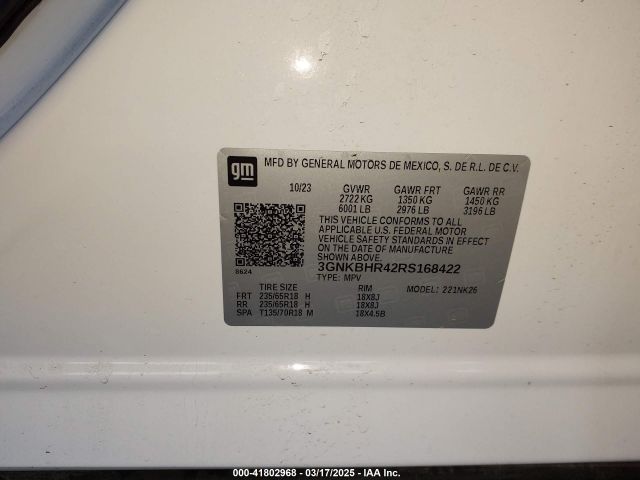 gm MFD BY GENERAL MOTORS DE MEXICO, S. DE R.L. DE C.V.
10/23 GVWR GAWR FRT GAWR RR
2722 KG 1350 KG 1450 KG
6001 LB 2976 LB 3196 LB
THIS VEHICLE CONFORMS TO ALL
APPLICABLE U.S. FEDERAL MOTOR
VEHICLE SAFETY STANDARDS IN EFFECT
ON THE DATE OF MANUFACTURE
SHOWN ABOVE.
3GNKBHR42RS168422
8624 TYPE: MPV
TIRE SIZE RIM MODEL: 221NK26
FRT 235/65R18 H 18X8J
RR 235/65R18 H 18X8J
SPA T135/70R18 M 18X4.5B
000-41802968 - 03/17/2025 - IAA Inc.